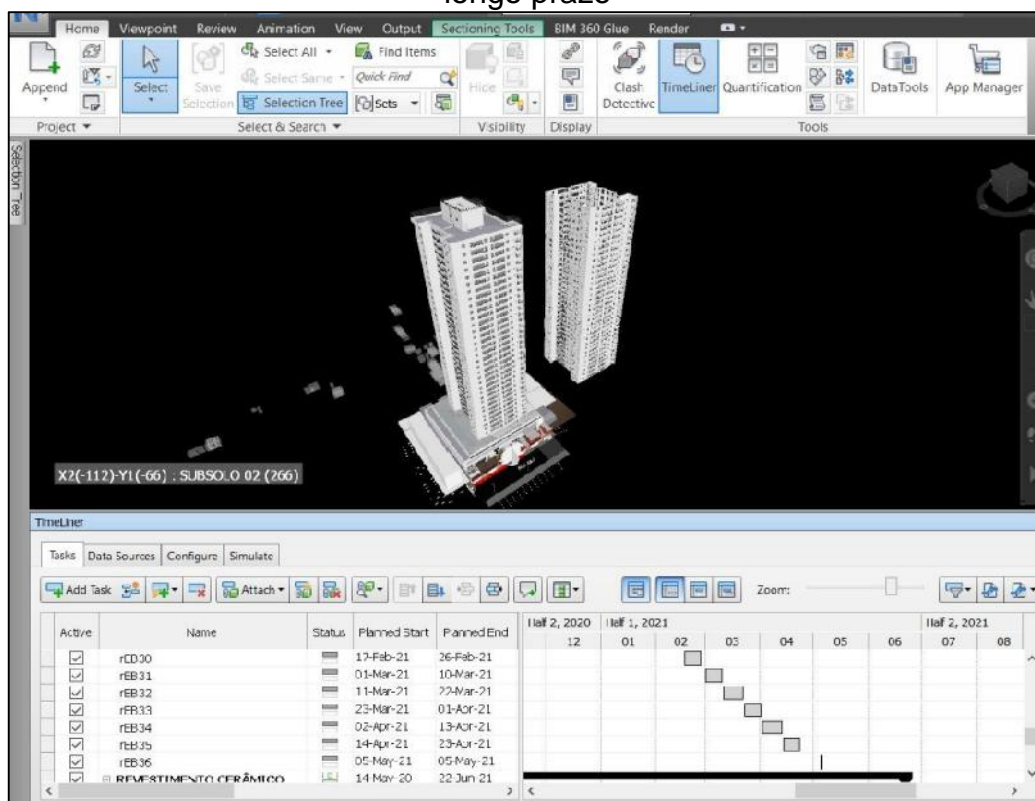 longo prazo
Home Viewpoint Review Animation View Output Sectioning Tools BIM 360 Glue Render
Append
Select
Save Selection
Select All
Select Same
Selection Tree
Find Items
Quick Find
Sets
Hide
Clash Detective
TimeLiner
Quantification
DataTools
App Manager
Project Select & Search Visibility Display Tools
Selection Tree
X2(-112)-Y1(-66) : SUBSOLO 02 (266)
TimeLiner
Tasks Data Sources Configure Simulate
Add Task Attach Zoom:
Active Name Status Planned Start Planned End Half 2, 2020 Half 1, 2021 Half 2, 2021
12 01 02 03 04 05 06 07 08
17-Feb-21 26-Feb-21
rEB31 01-Mar-21 10-Mar-21
rEB32 11-Mar-21 22-Mar-21
rEB33 23-Mar-21 01-Apr-21
rEB34 02-Apr-21 13-Apr-21
rEB35 14-Apr-21 23-Apr-21
rEB36 05-May-21 05-May-21
REVESTIMENTO CERÂMICO 14-May-20 22-Jun-21